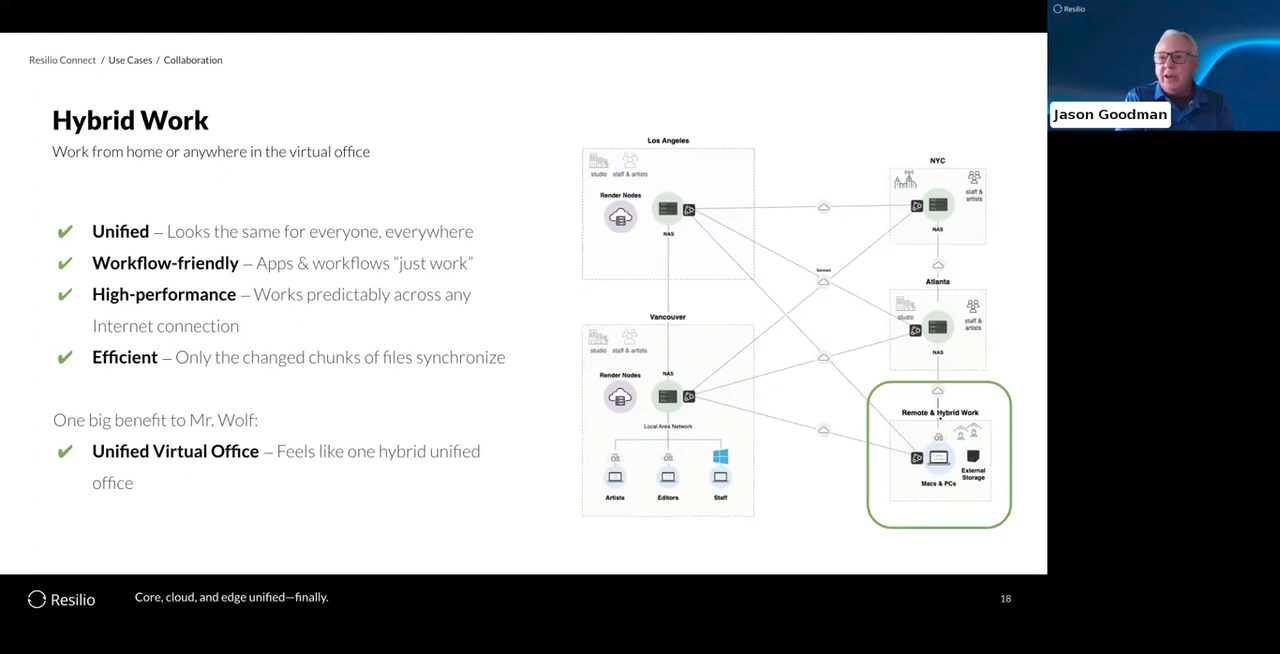 Resilio
Jason Goodman
Resilio Connect / Use Cases / Collaboration
Hybrid Work
Work from home or anywhere in the virtual office
✔ Unified – Looks the same for everyone, everywhere
✔ Workflow-friendly – Apps & workflows “just work”
✔ High-performance – Works predictably across any
Internet connection
✔ Efficient – Only the changed chunks of files synchronize
One big benefit to Mr. Wolf:
✔ Unified Virtual Office – Feels like one hybrid unified
office
Los Angeles
studio staff & artists
Render Nodes
NAS
Vancouver
studio staff & artists
Render Nodes
NAS
Local Area Network
OS
OS
Artists
Editors
Staff
NYC
staff &
artists
NAS
Atlanta
studio
staff &
artists
NAS
Remote & Hybrid Work
OS
External
Storage
Macs & PCs
Resilio
Core, cloud, and edge unified—finally.
18